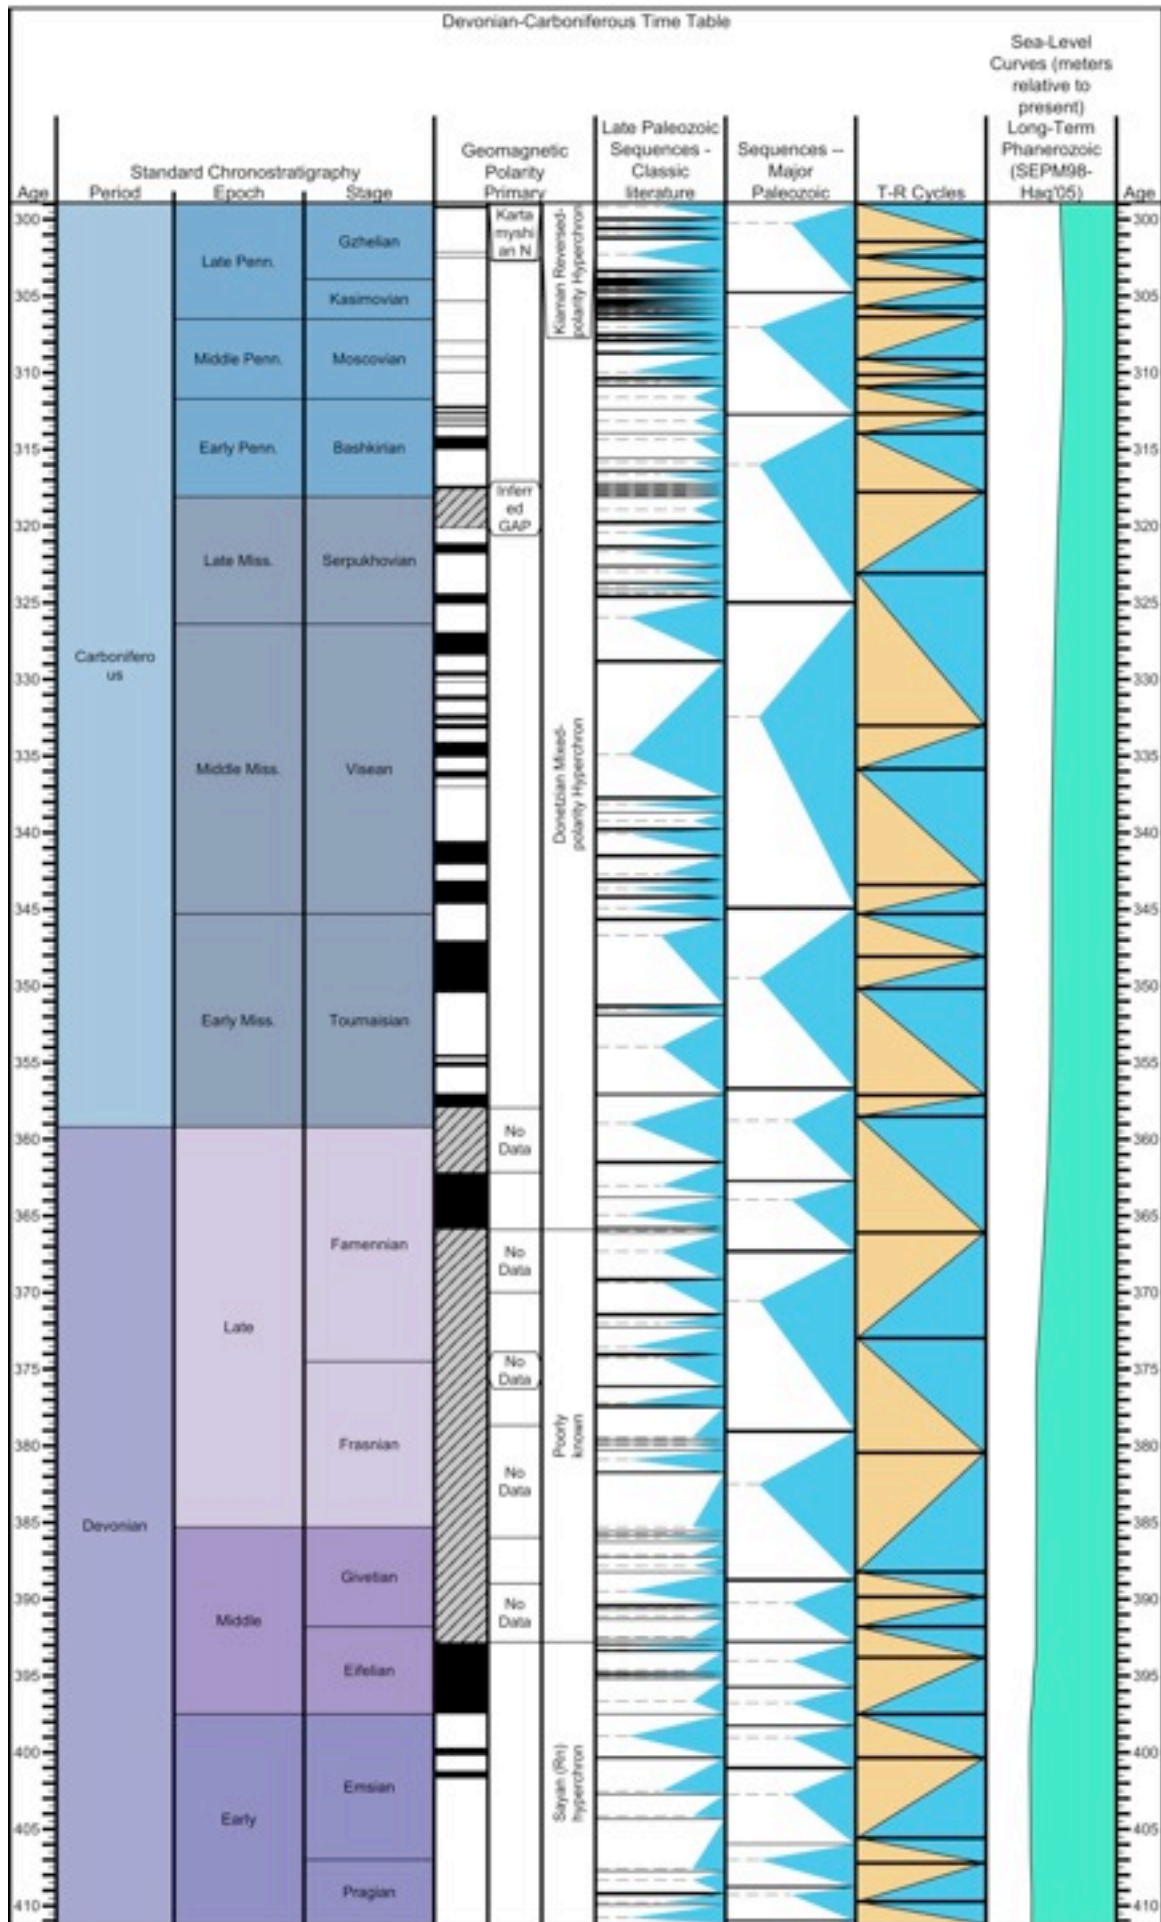 Devonian-Carboniferous Time Table
Sea-Level
Curves (meters
relative to
present)
Late Paleozoic
Sequences -
Classic
literature
Long-Term
Phanerozoic
(SEPM98-
Haq'05)
Geomagnetic
Polarity
Primary
Sequences --
Major
Paleozoic
Standard Chronostratigraphy
Age
Period
Epoch
Stage
T-R Cycles
Age
300
305
310
315
320
325
330
335
340
345
350
355
360
365
370
375
380
385
390
395
400
405
410
Carbonifero
us
Devonian
Late Penn.
Middle Penn.
Early Penn.
Late Miss.
Middle Miss.
Early Miss.
Late
Middle
Early
Gzhelian
Kasimovian
Moscovian
Bashkirian
Serpukhovian
Visean
Tournaisian
Famennian
Frasnian
Givetian
Eifelian
Emsian
Pragian
Karta
myshi
an N
Inferr
ed
GAP
No
Data
No
Data
No
Data
No
Data
No
Data
Kiaman Reversed-
polarity Hyperchron
Donetzian Mixed-
polarity Hyperchron
Poorly
known
Sayan (Rn)
hyperchron
300
305
310
315
320
325
330
335
340
345
350
355
360
365
370
375
380
385
390
395
400
405
410